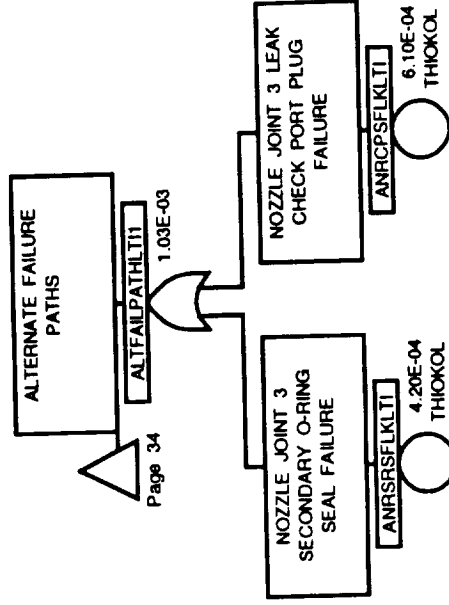 ALTERNATE FAILURE
PATHS
ALTFAILPATHLTI1
1.03E-03
Page 34
NOZZLE JOINT 3
SECONDARY O-RING
SEAL FAILURE
ANRSRSFLKLTI
4.20E-04
THIOKOL
NOZZLE JOINT 3 LEAK
CHECK PORT PLUG
FAILURE
ANRCPSFLKLTI
6.10E-04
THIOKOL